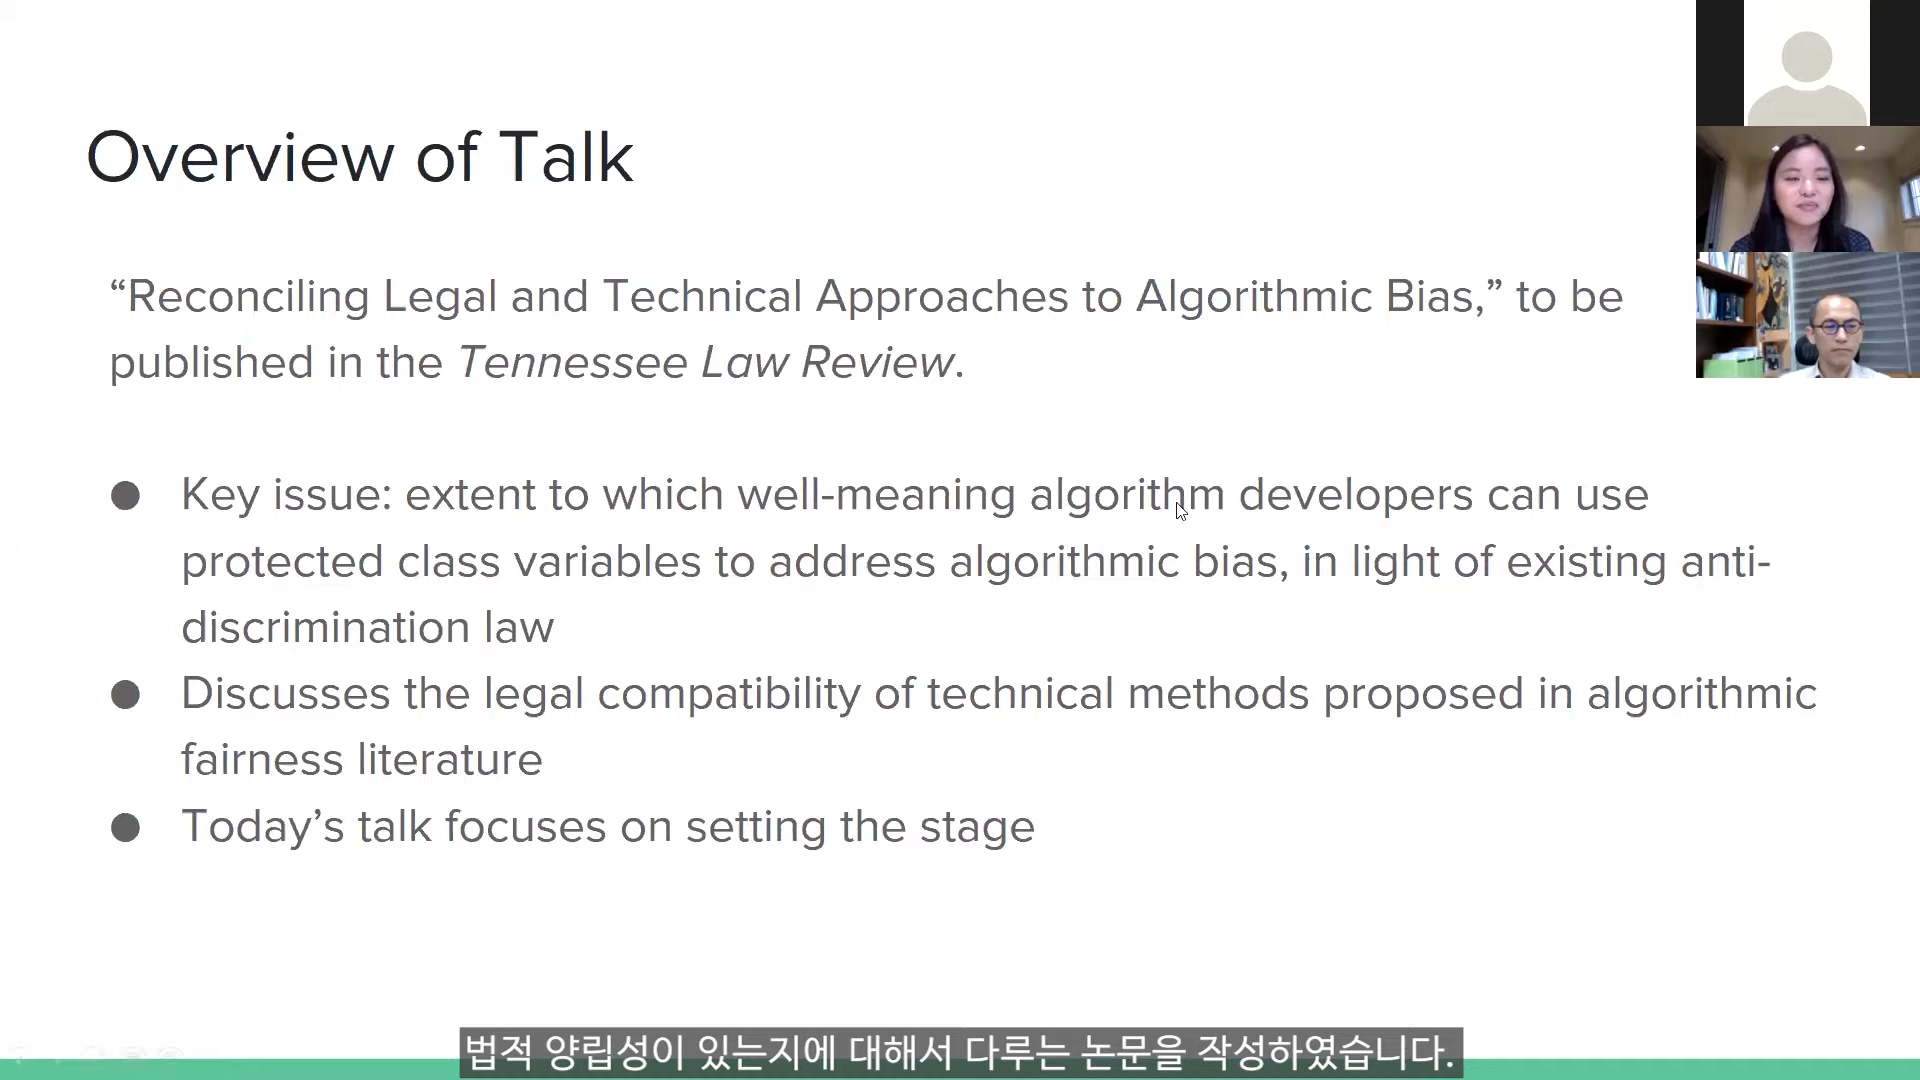 Overview of Talk
“Reconciling Legal and Technical Approaches to Algorithmic Bias,” to be
published in the Tennessee Law Review.
● Key issue: extent to which well-meaning algorithm developers can use
protected class variables to address algorithmic bias, in light of existing anti-
discrimination law
● Discusses the legal compatibility of technical methods proposed in algorithmic
fairness literature
● Today’s talk focuses on setting the stage
법적 양립성이 있는지에 대해서 다루는 논문을 작성하였습니다.